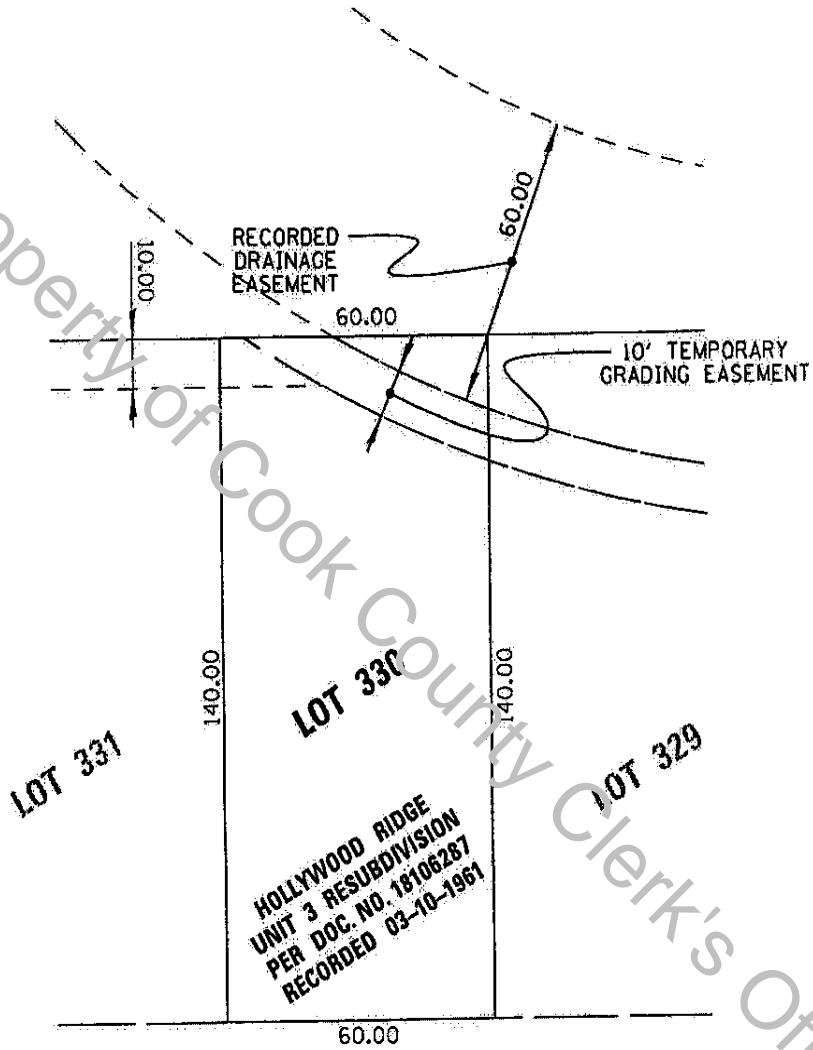 60.00
RECORDED
DRAINAGE
EASEMENT
10.00
60.00
10' TEMPORARY
GRADING EASEMENT
140.00
LOT 330
140.00
LOT 331
LOT 329
HOLLYWOOD RIDGE
UNIT 3 RESUBDIVISION
PER DOC. NO. 18106287
RECORDED 03-10-1961
60.00
operty of Cook County Clerk's Of